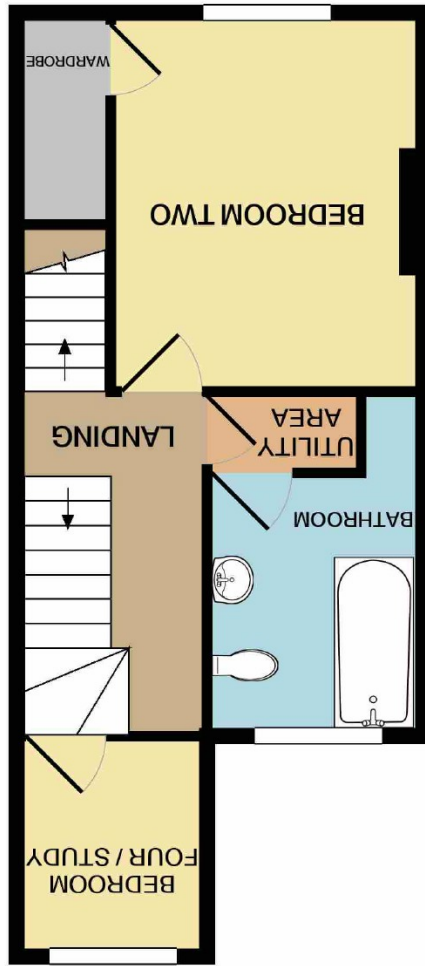 BEDROOM
FOUR / STUDY
BATHROOM
UTILITY
AREA
LANDING
BEDROOM TWO
WARDROBE